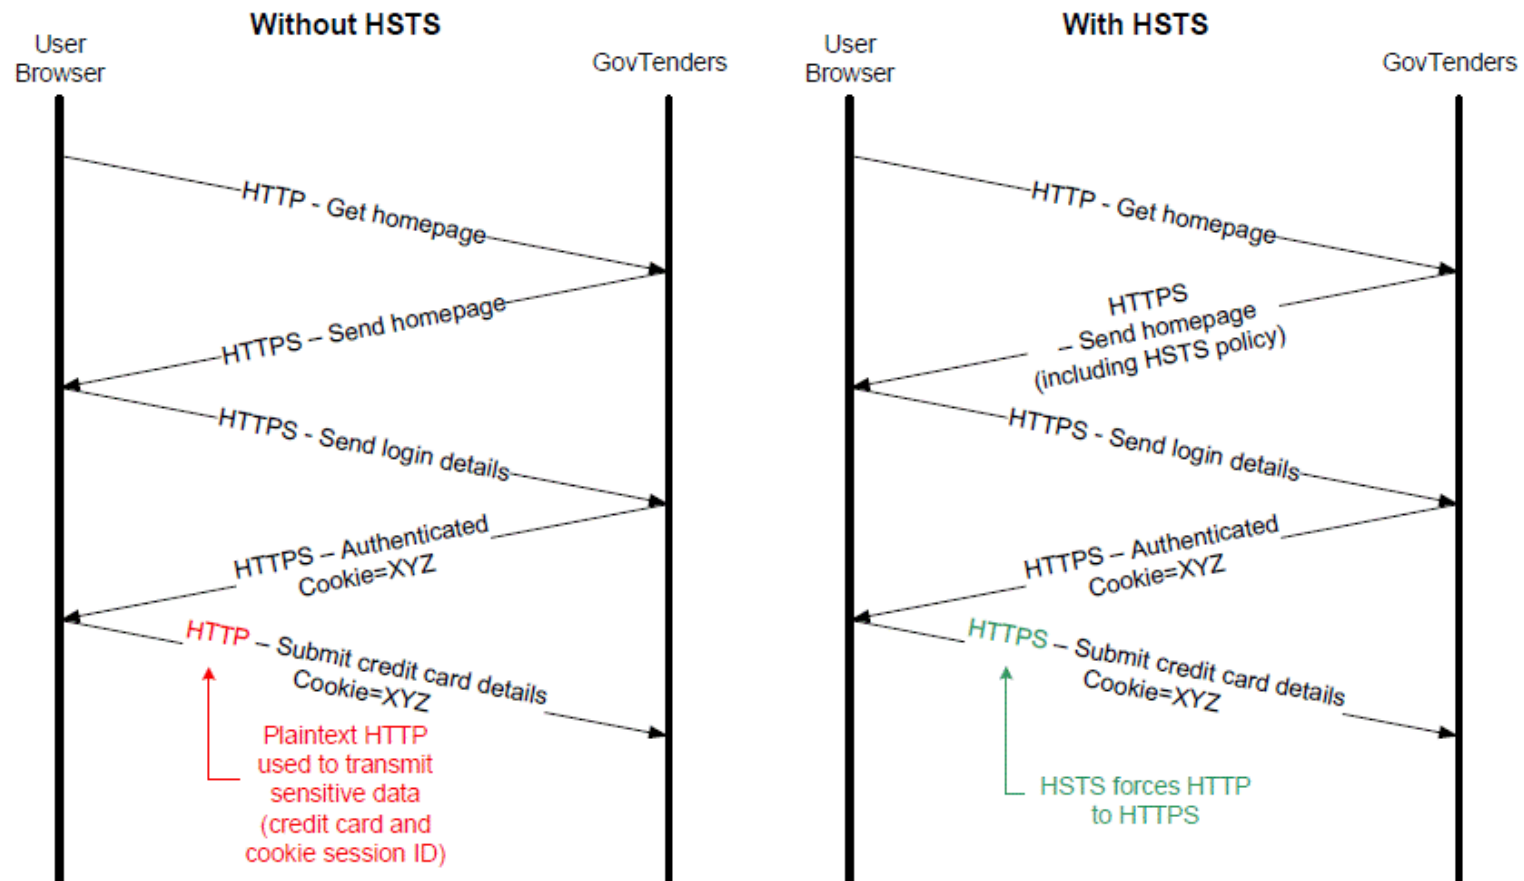 Without HSTS
User
Browser
GovTenders
HTTP - Get homepage
HTTPS – Send homepage
HTTPS - Send login details
HTTPS – Authenticated
Cookie=XYZ
HTTP – Submit credit card details
Cookie=XYZ
Plaintext HTTP
used to transmit
sensitive data
(credit card and
cookie session ID)
With HSTS
User
Browser
GovTenders
HTTP - Get homepage
HTTPS
– Send homepage
(including HSTS policy)
HTTPS - Send login details
HTTPS – Authenticated
Cookie=XYZ
HTTPS – Submit credit card details
Cookie=XYZ
HSTS forces HTTP
to HTTPS